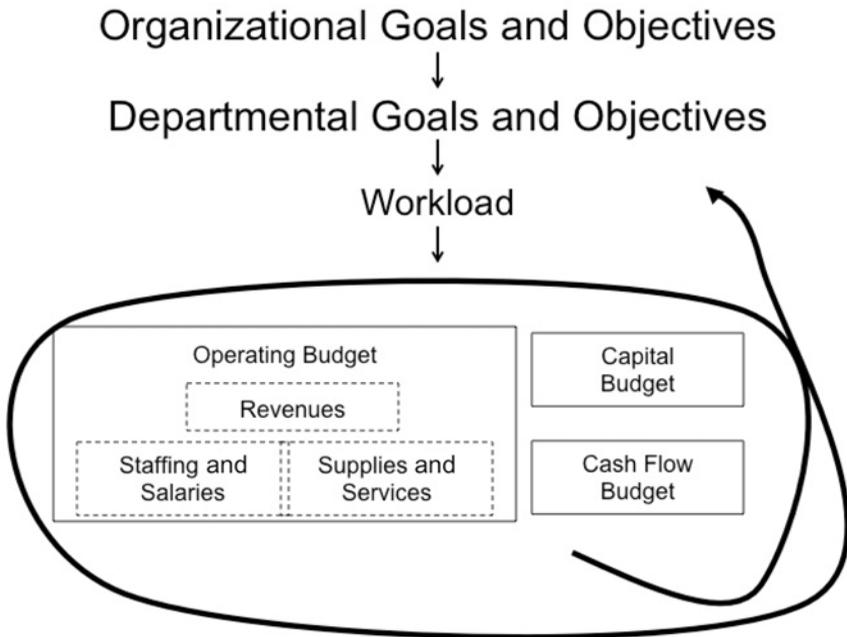 Organizational Goals and Objectives
Departmental Goals and Objectives
Workload
Operating Budget
Revenues
Staffing and
Salaries
Supplies and
Services
Capital
Budget
Cash Flow
Budget